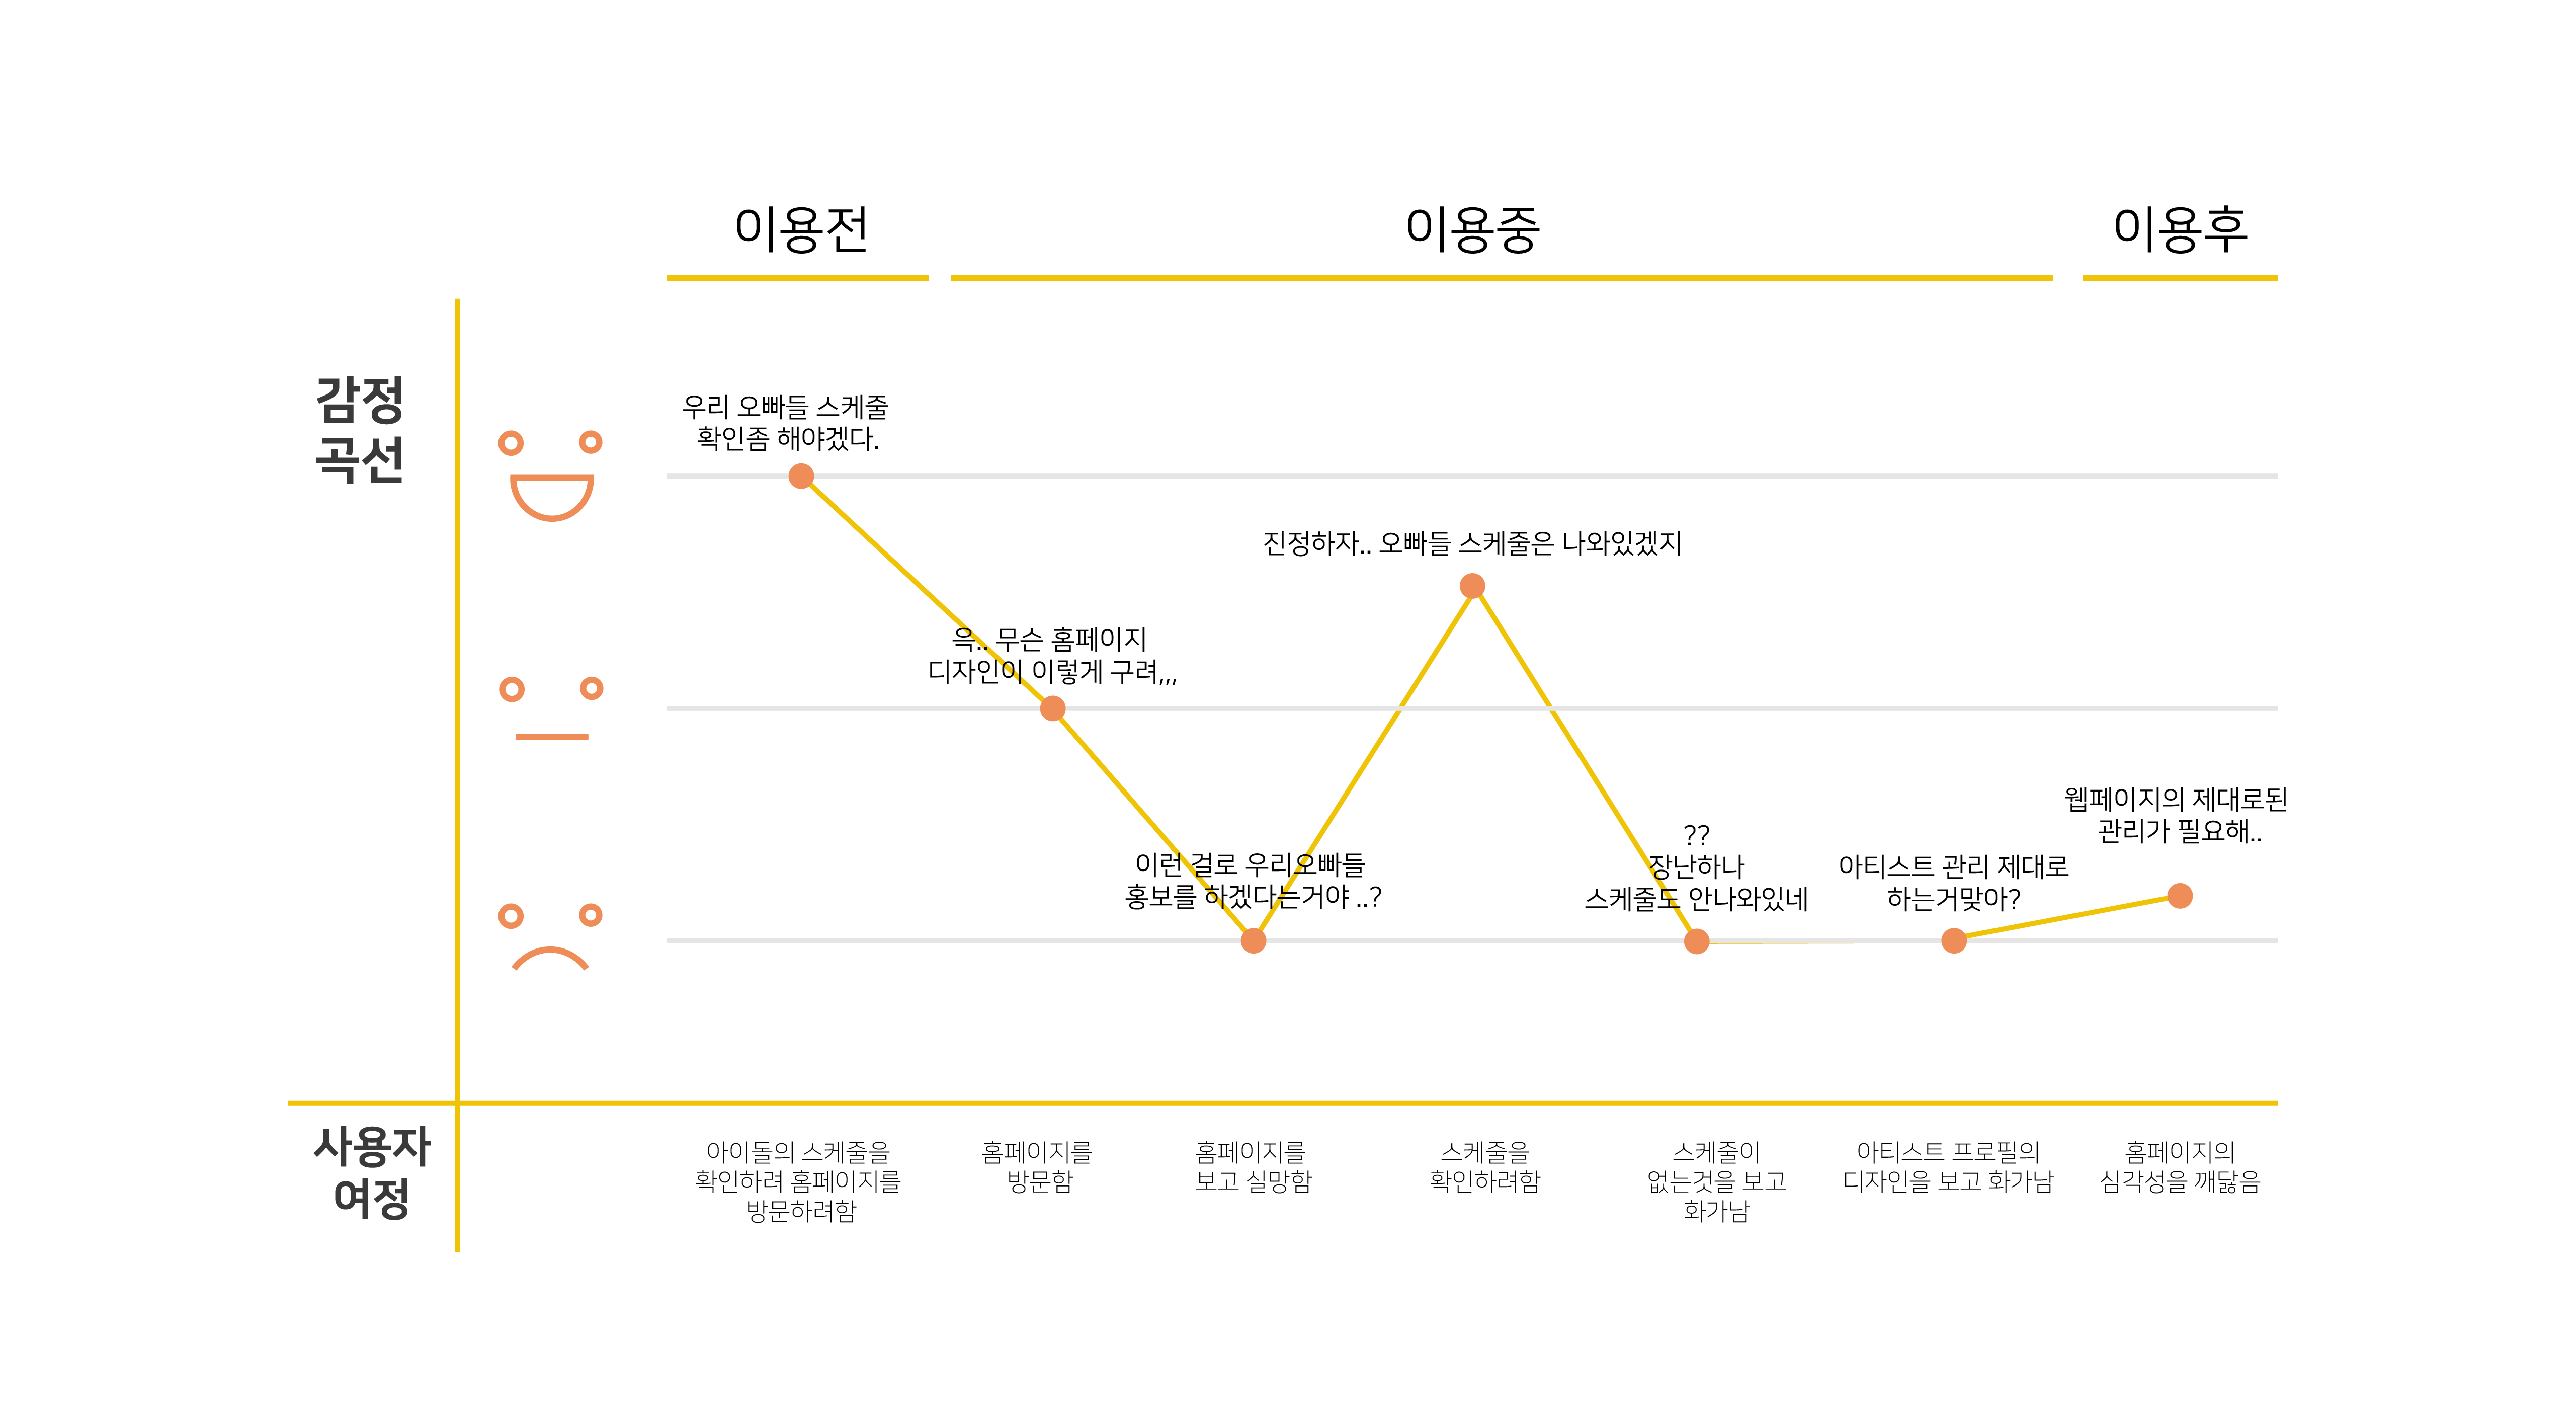 이용전
이용중
이용후
감정
곡선
우리 오빠들 스케줄
확인좀 해야겠다.
윽.. 무슨 홈페이지
디자인이 이렇게 구려,,,
이런 걸로 우리오빠들
홍보를 하겠다는거야 ..?
진정하자.. 오빠들 스케줄은 나와있겠지
??
장난하나
스케줄도 안나와있네
아티스트 관리 제대로
하는거맞아?
웹페이지의 제대로된
관리가 필요해..
사용자
여정
아이돌의 스케줄을
확인하려 홈페이지를
방문하려함
홈페이지를
방문함
홈페이지를
보고 실망함
스케줄을
확인하려함
스케줄이
없는것을 보고
화가남
아티스트 프로필의
디자인을 보고 화가남
홈페이지의
심각성을 깨닳음